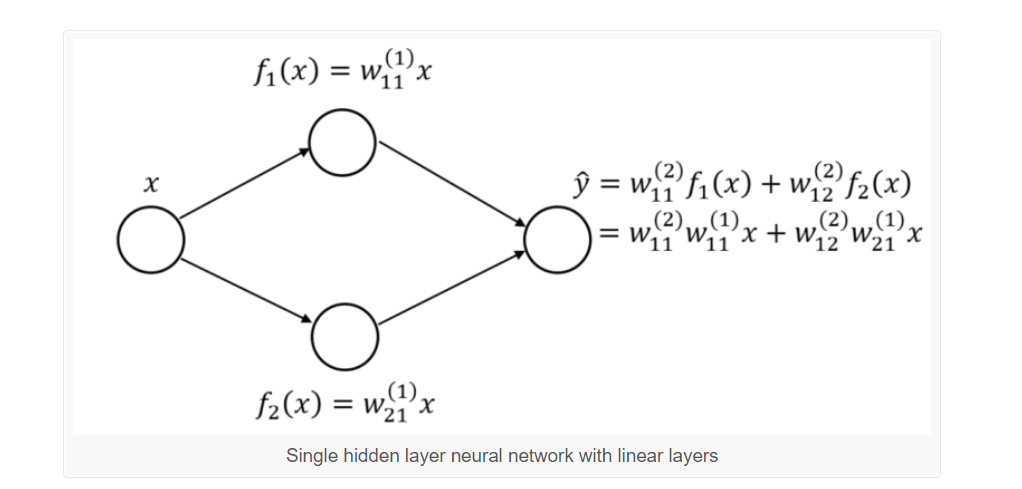 f₁(x) = w₁₁⁽¹⁾x
x
ŷ = w₁₁⁽²⁾f₁(x) + w₁₂⁽²⁾f₂(x)
= w₁₁⁽²⁾w₁₁⁽¹⁾x + w₁₂⁽²⁾w₂₁⁽¹⁾x
f₂(x) = w₂₁⁽¹⁾x
Single hidden layer neural network with linear layers